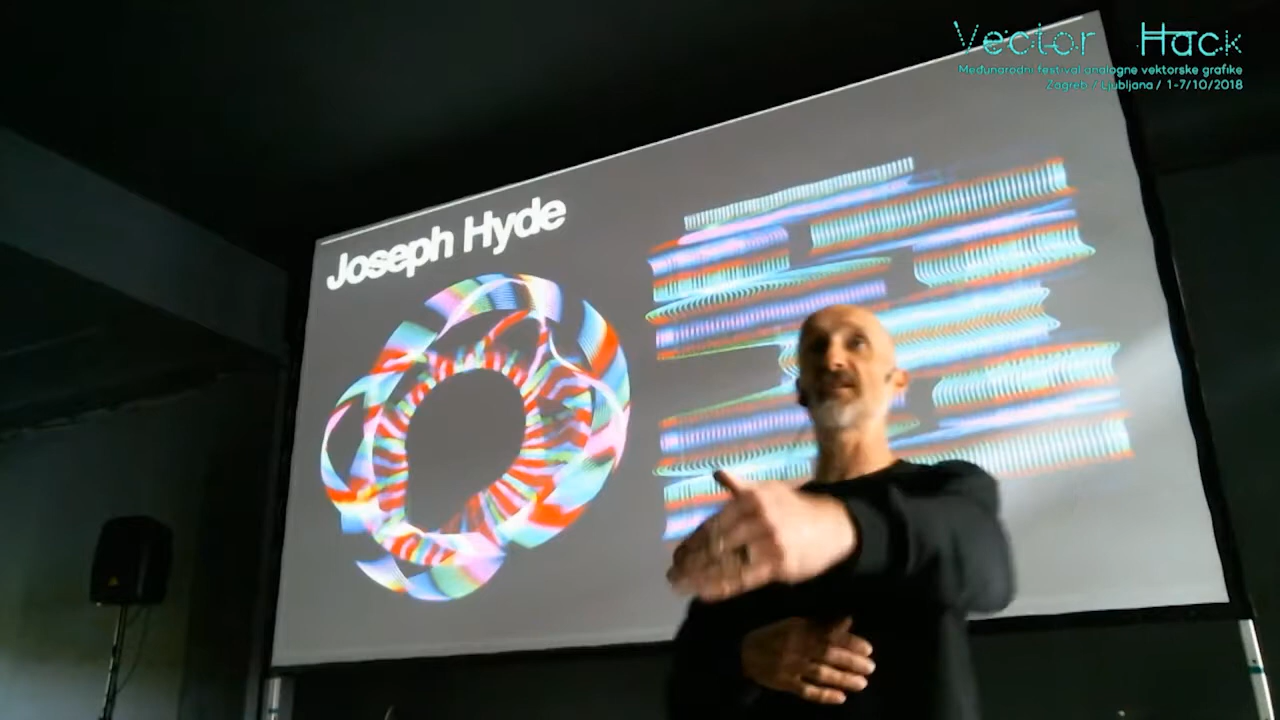 Vector Hack
Međunarodni festival analogne vektorske grafike
Zagreb / Ljubljana / 1-7/10/2018
Joseph Hyde